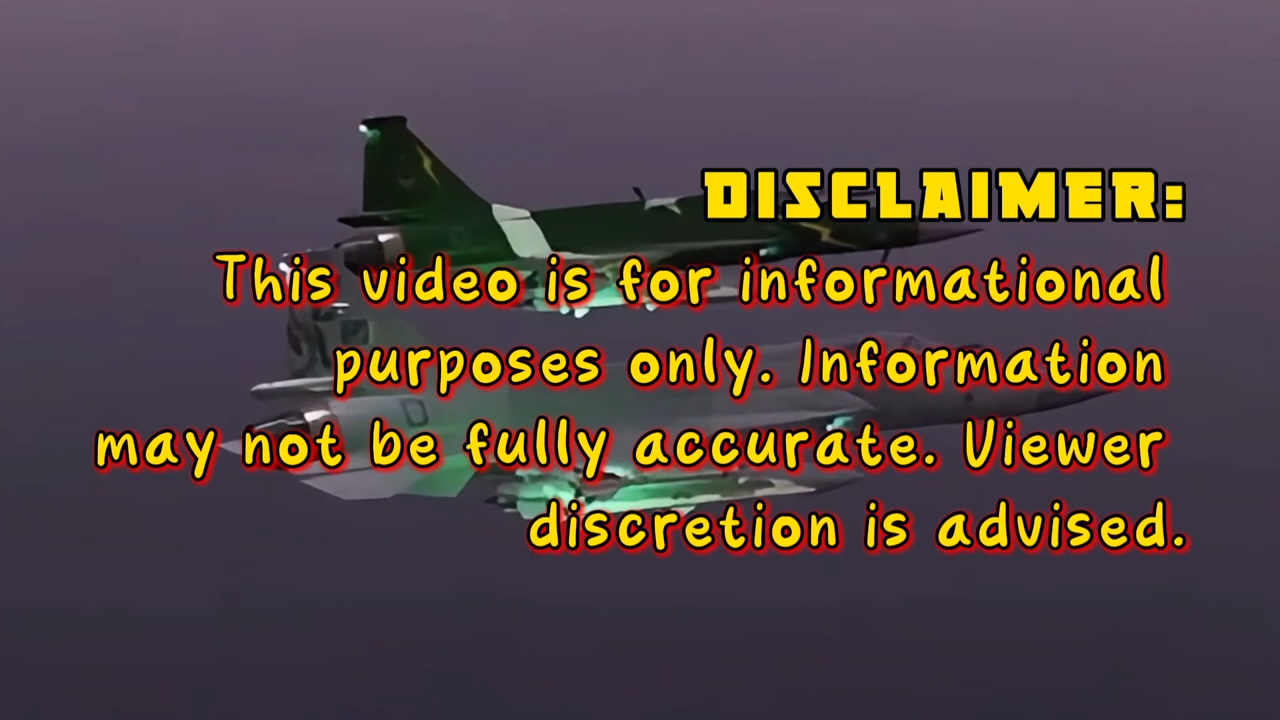 DISCLAIMER:
This video is for informational
purposes only. Information
may not be fully accurate. Viewer
discretion is advised.